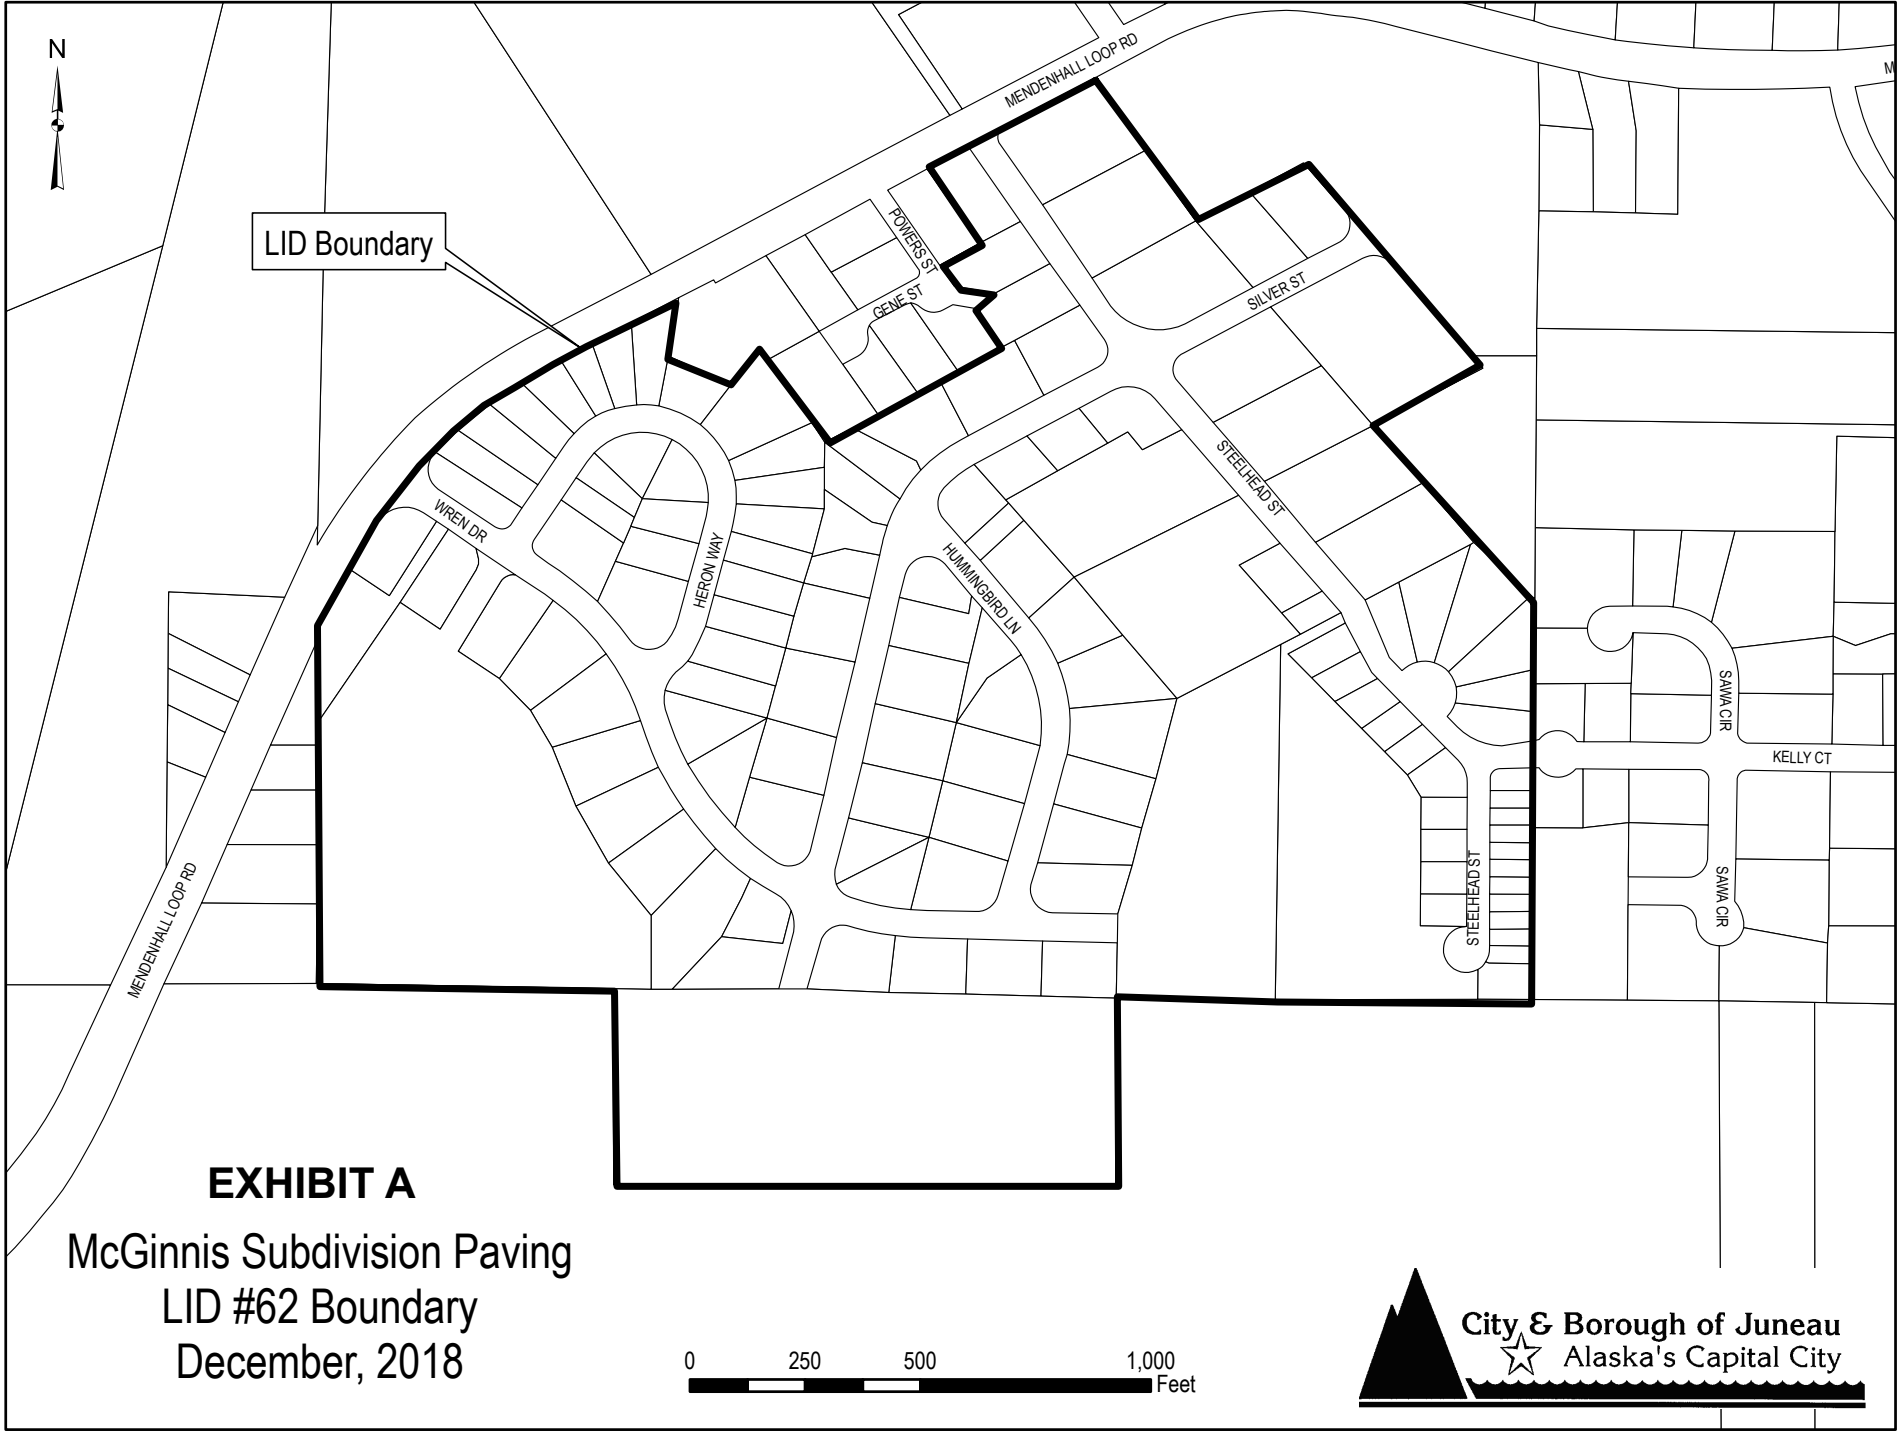 N
MENDENHALL LOOP RD
M
LID Boundary
POWERS ST
GENE ST
SILVER ST
STEELHEAD ST
WREN DR
HERON WAY
HUMMINGBIRD LN
SAWA CIR
KELLY CT
SAWA CIR
STEELHEAD ST
MENDENHALL LOOP RD
EXHIBIT A
McGinnis Subdivision Paving
LID #62 Boundary
December, 2018
0 250 500 1,000
Feet
City & Borough of Juneau
Alaska's Capital City